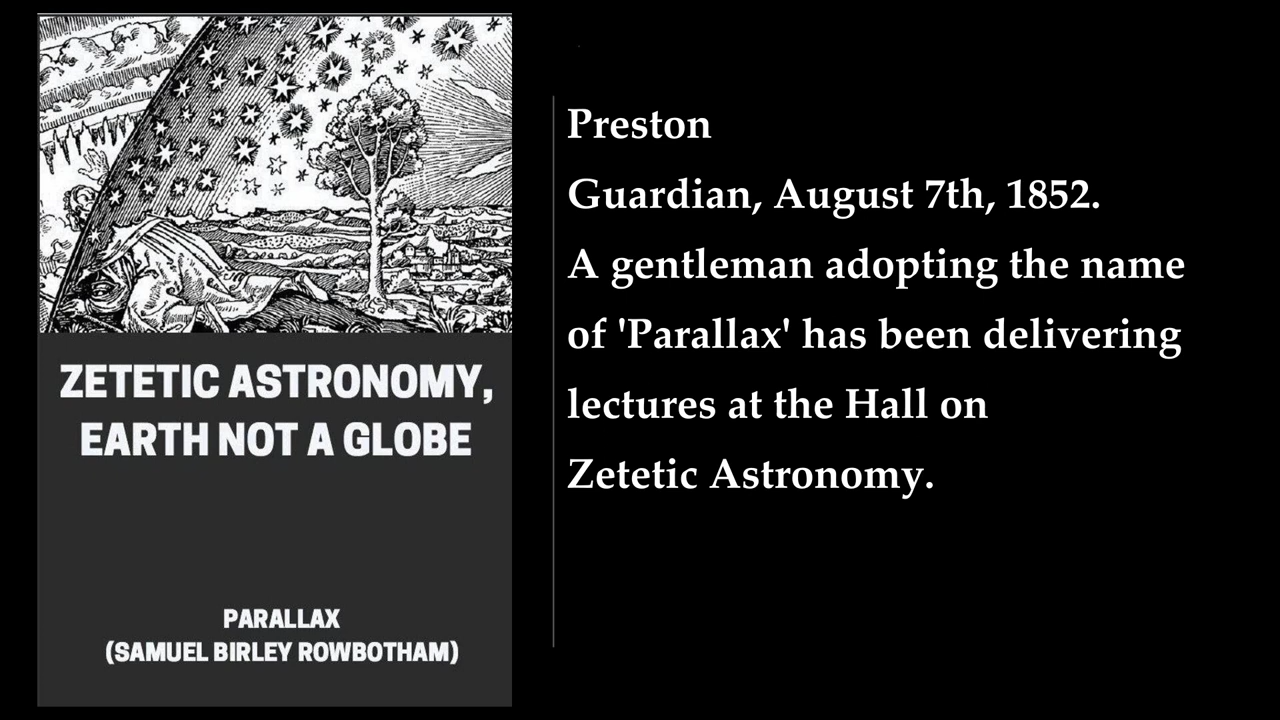 ZETETIC ASTRONOMY,
EARTH NOT A GLOBE
PARALLAX
(SAMUEL BIRLEY ROWBOTHAM)
Preston
Guardian, August 7th, 1852.
A gentleman adopting the name
of 'Parallax' has been delivering
lectures at the Hall on
Zetetic Astronomy.